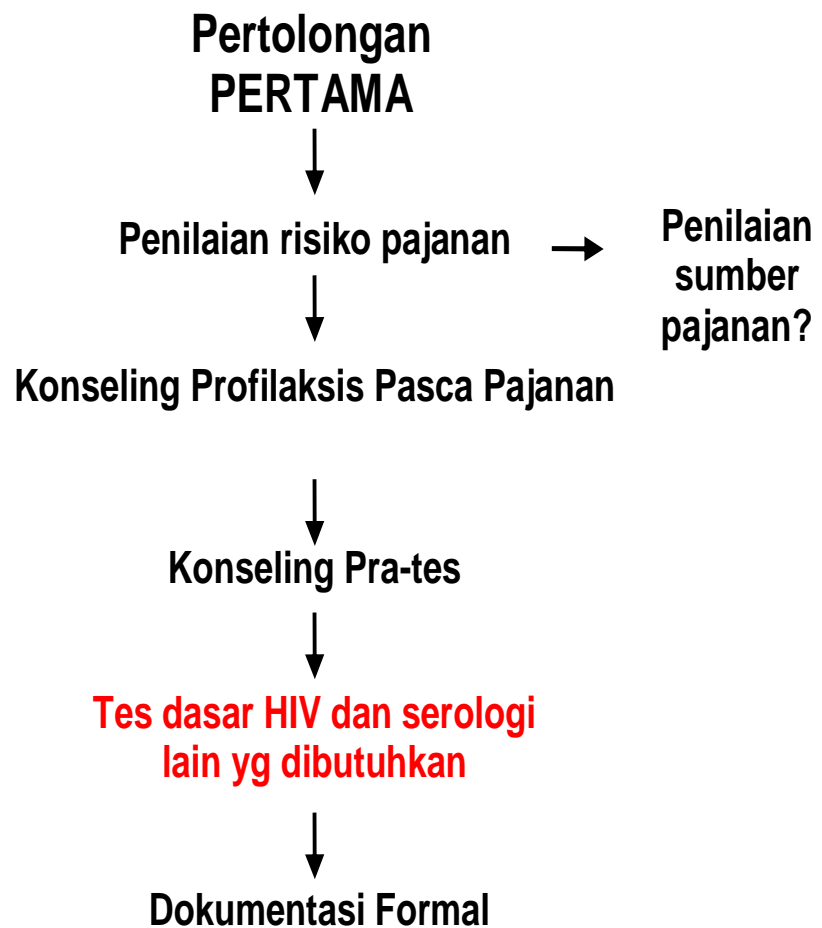 Pertolongan
PERTAMA
Penilaian risiko pajanan
Penilaian
sumber
pajanan?
Konseling Profilaksis Pasca Pajanan
Konseling Pra-tes
Tes dasar HIV dan serologi
lain yg dibutuhkan
Dokumentasi Formal